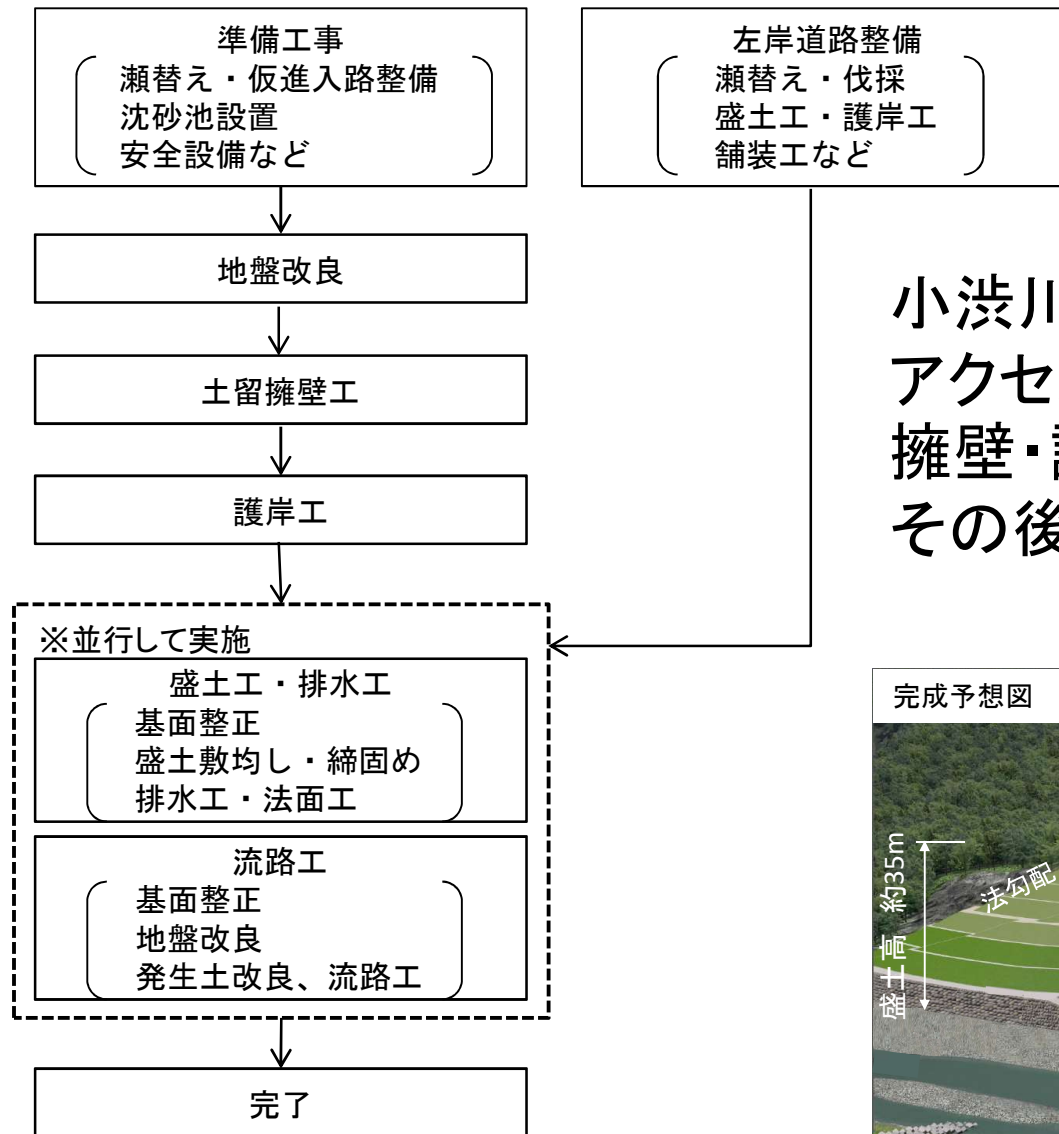 準備工事
瀬替え・仮進入路整備
沈砂池設置
安全設備など
左岸道路整備
瀬替え・伐採
盛土工・護岸工
舗装工など
地盤改良
土留擁壁工
護岸工
※並行して実施
盛土工・排水工
基面整正
盛土敷均し・締固め
排水工・法面工
流路工
基面整正
地盤改良
発生土改良、流路工
完了
小渋川
アクセ
擁壁・
その後
完成予想図
盛土高 約35m
法勾配